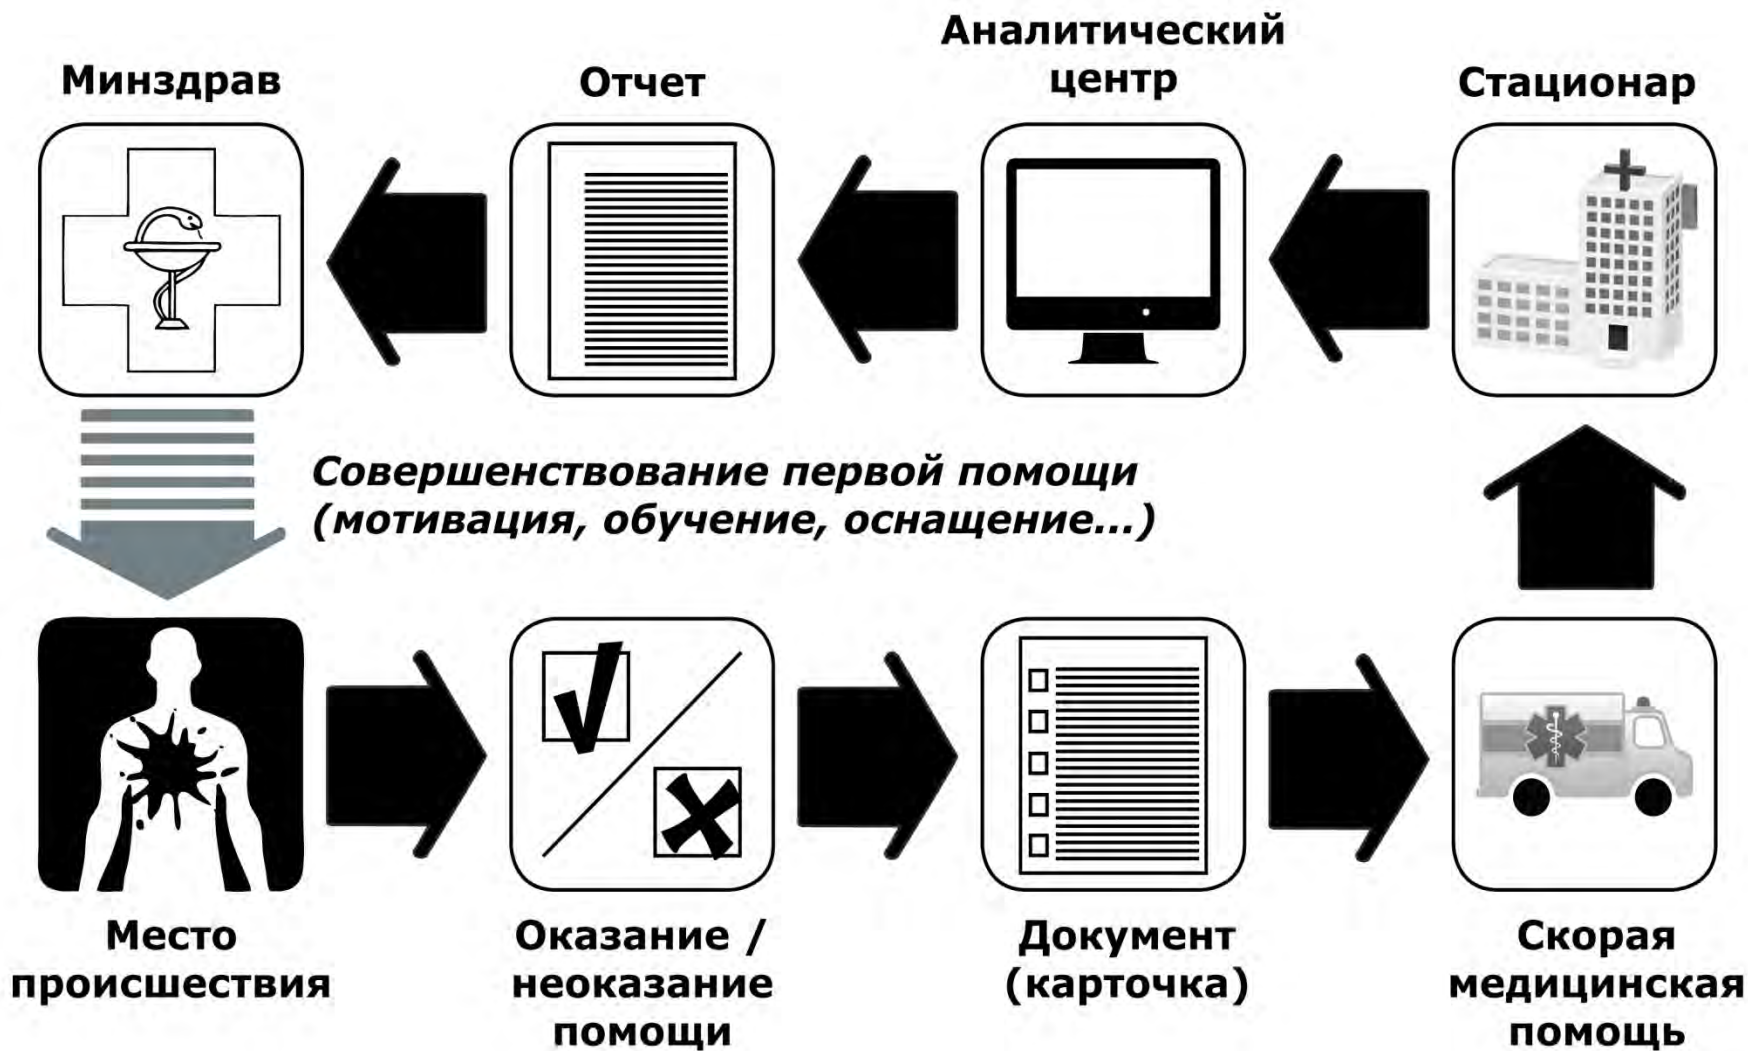 Минздрав
Отчет
Аналитический
центр
Стационар
Совершенствование первой помощи
(мотивация, обучение, оснащение...)
Место
происшествия
Оказание /
неоказание
помощи
Документ
(карточка)
Скорая
медицинская
помощь